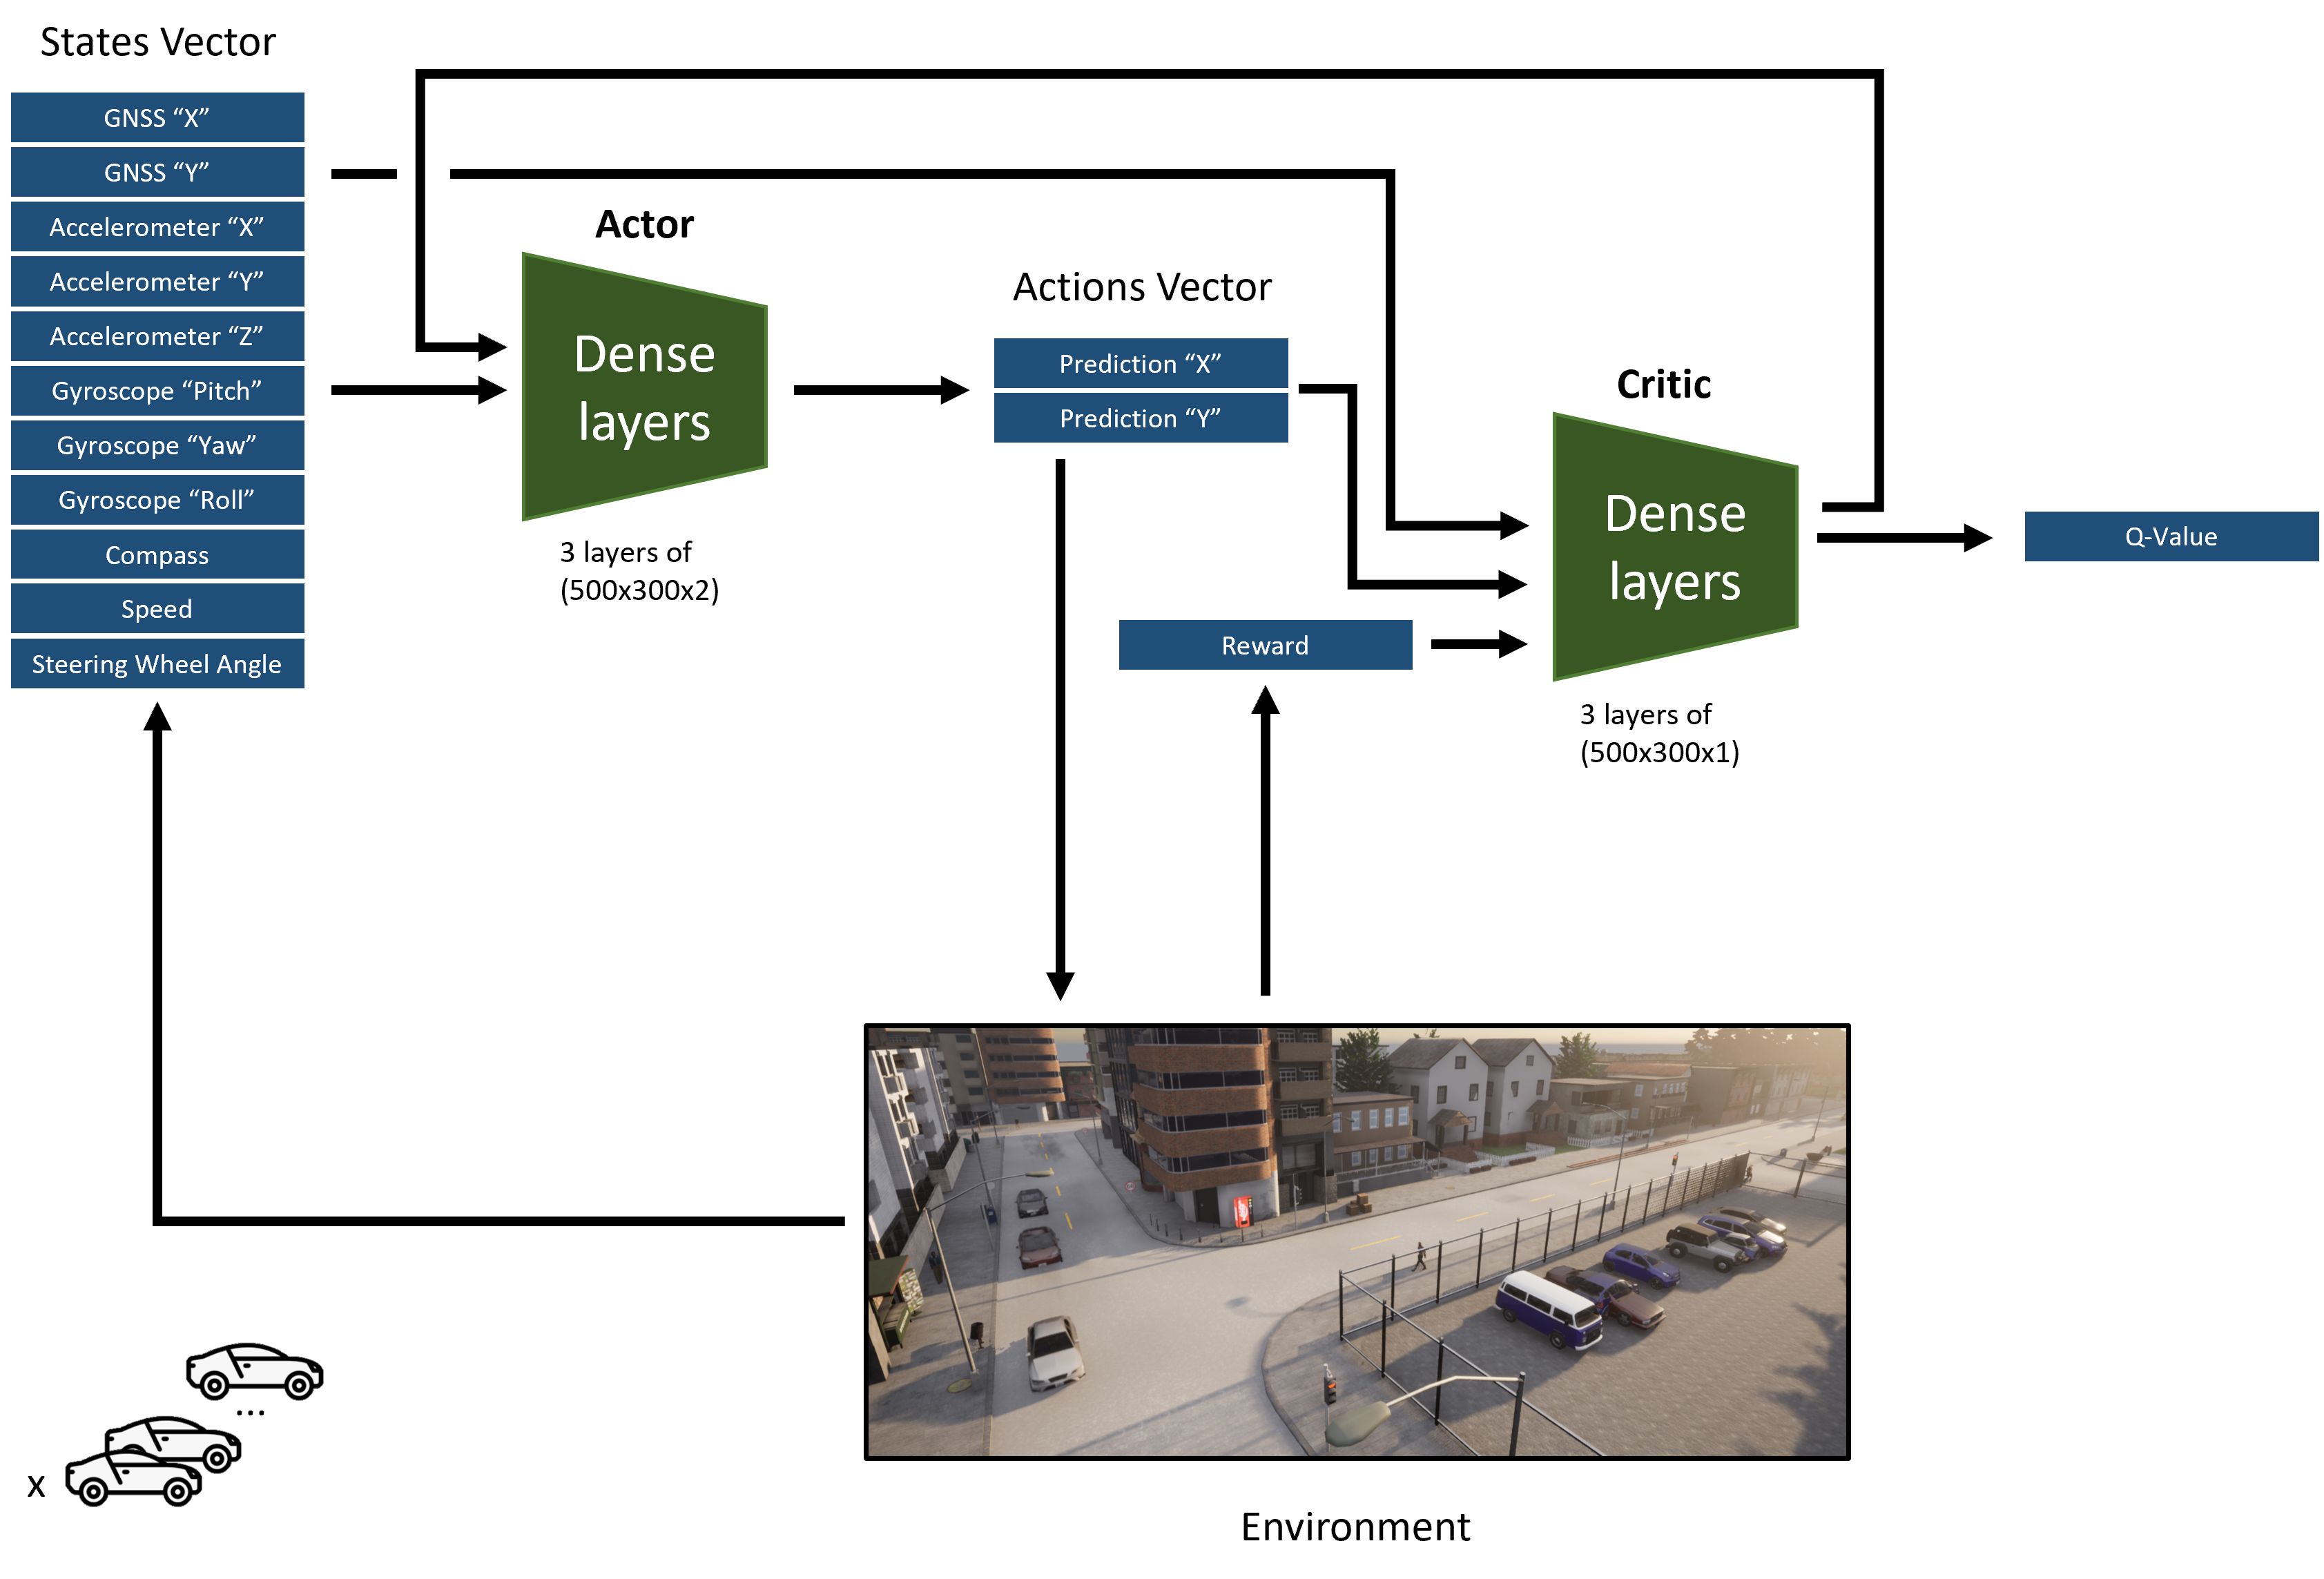 States Vector
GNSS “X”
GNSS “Y”
Accelerometer “X”
Accelerometer “Y”
Accelerometer “Z”
Gyroscope “Pitch”
Gyroscope “Yaw”
Gyroscope “Roll”
Compass
Speed
Steering Wheel Angle
Actor
Dense
layers
3 layers of
(500x300x2)
Actions Vector
Prediction “X”
Prediction “Y”
Reward
Critic
Dense
layers
3 layers of
(500x300x1)
Q-Value
...
x
Environment